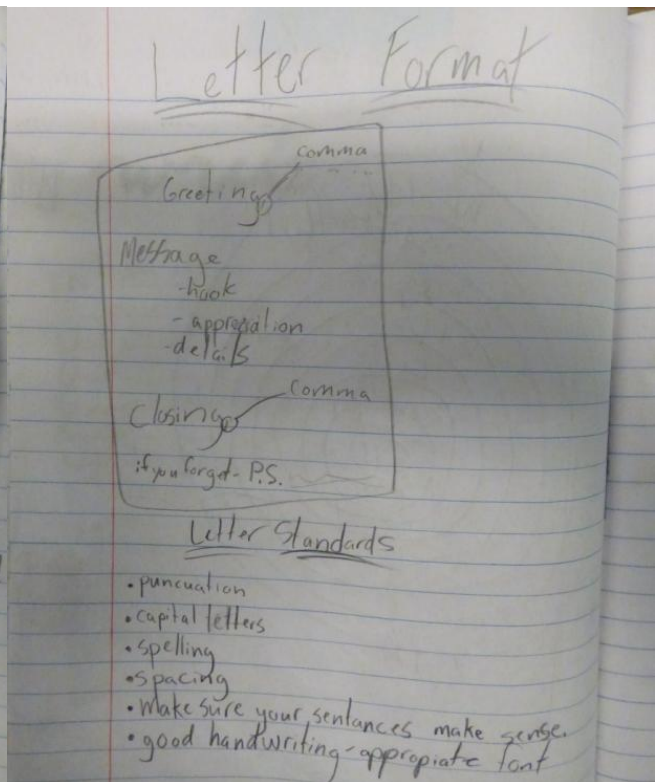 Letter Format
comma
Greeting,
Message
-hook
- appreciation
-details
comma
Closing,
if you forget - P.S.
Letter Standards
• puncuation
• capital letters
• spelling
• spacing
• Make sure your sentances make sense.
• good handwriting - appropiate font